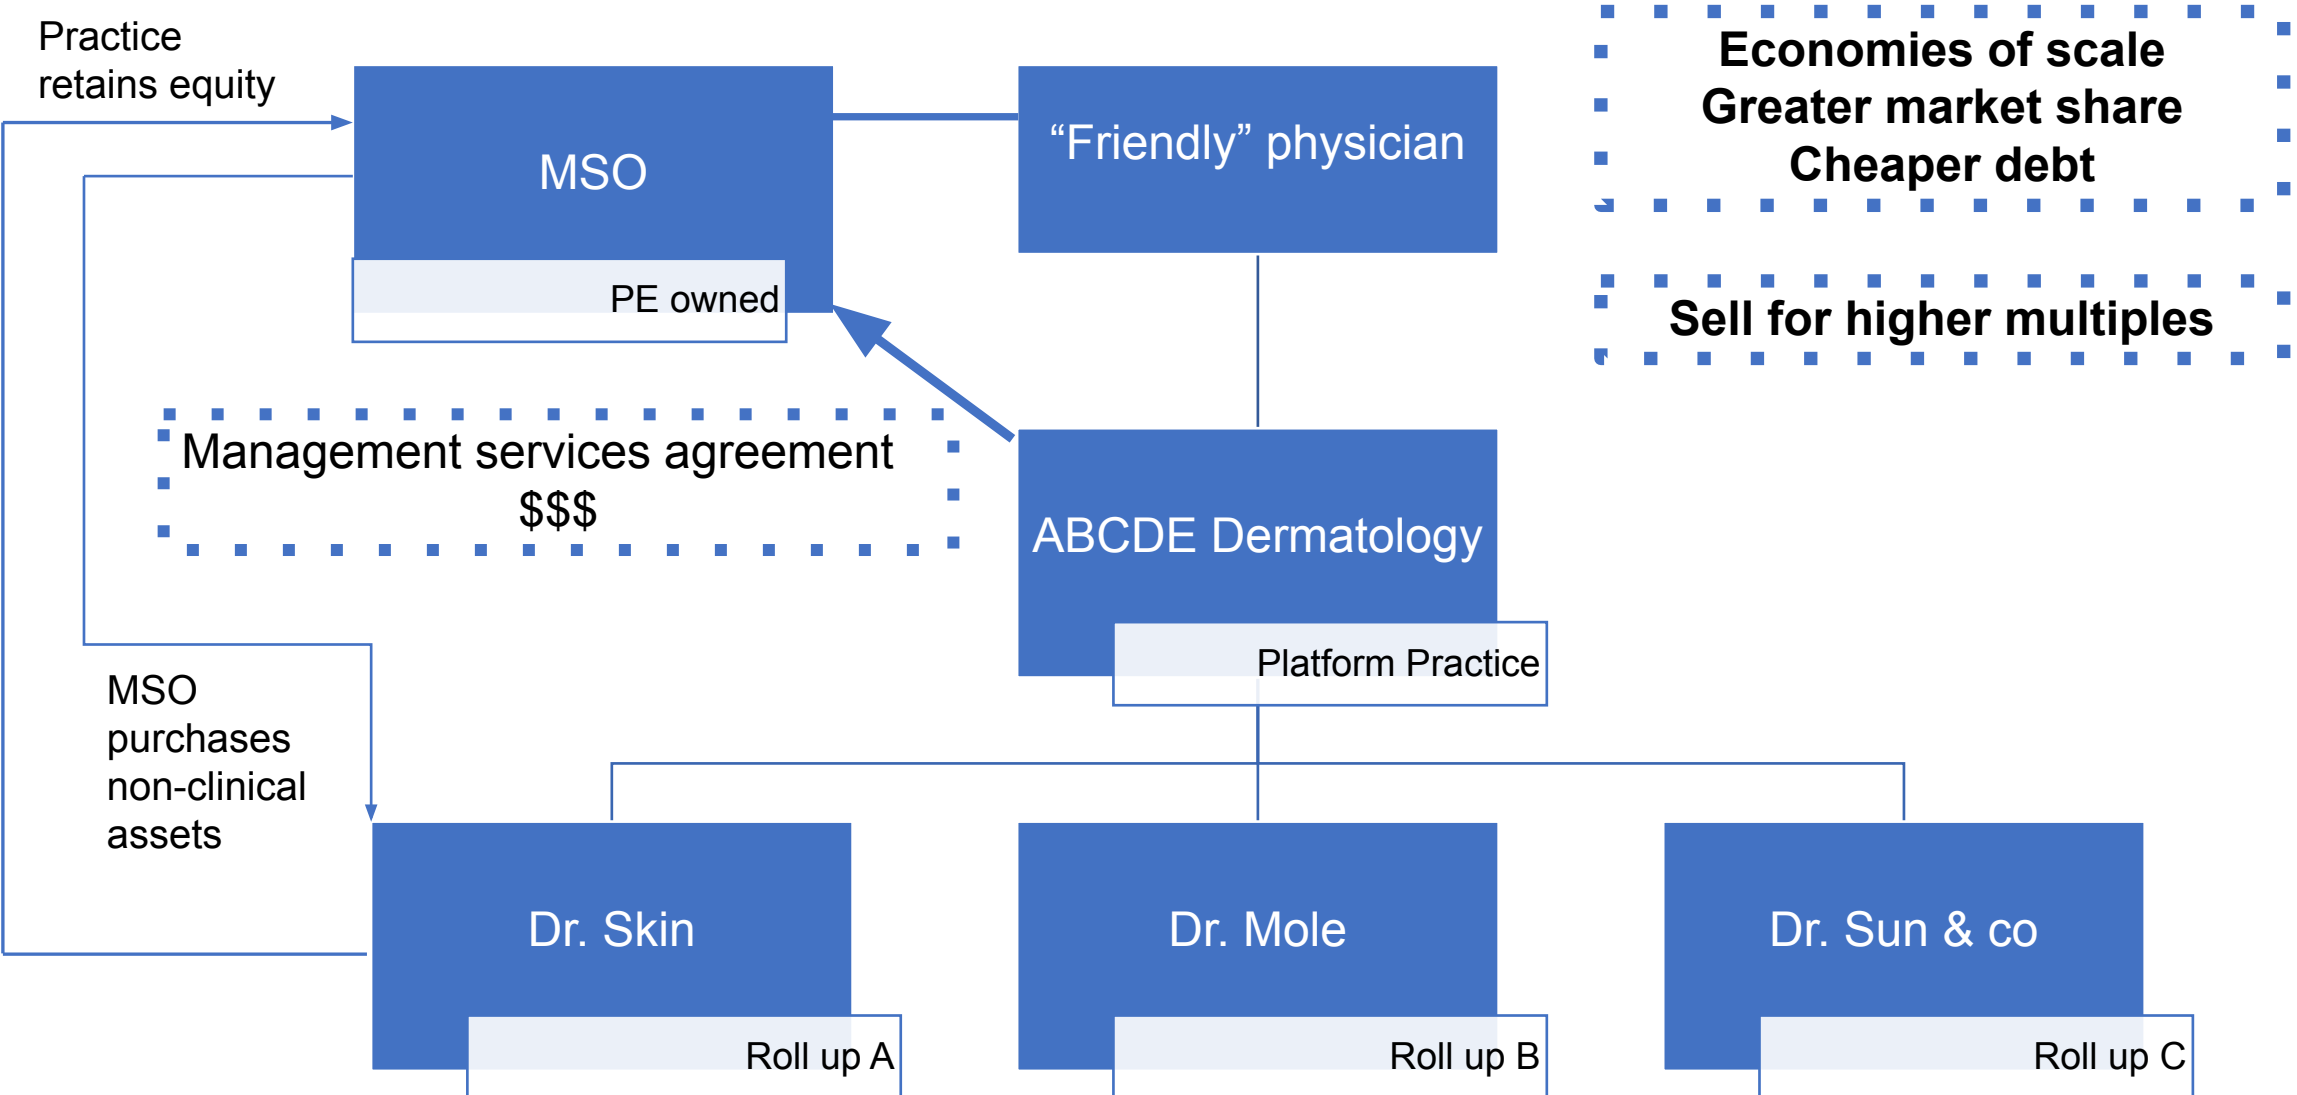 Practice
retains equity
MSO
PE owned
“Friendly” physician
Economies of scale
Greater market share
Cheaper debt
Sell for higher multiples
Management services agreement
$$$
ABCDE Dermatology
Platform Practice
MSO
purchases
non-clinical
assets
Dr. Skin
Roll up A
Dr. Mole
Roll up B
Dr. Sun & co
Roll up C